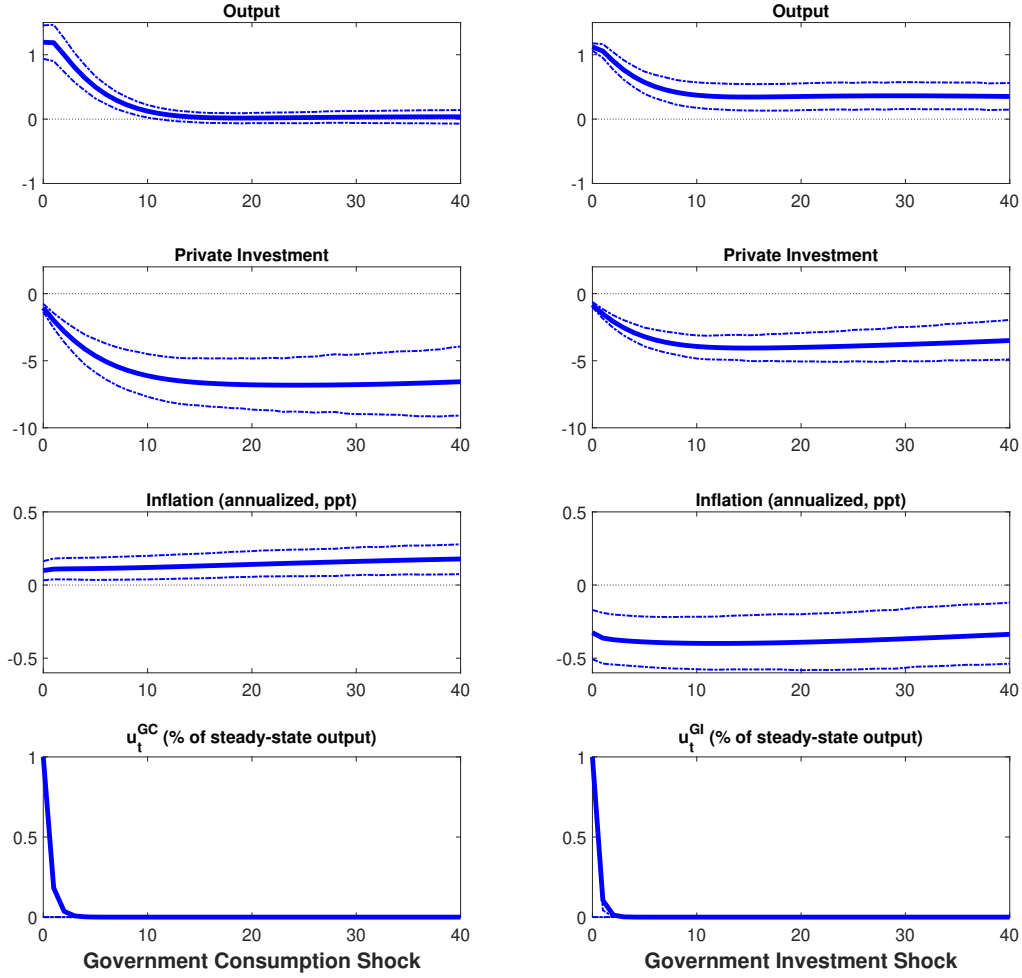 Output
1
0
-1
0 10 20 30 40
Output
1
0
-1
0 10 20 30 40
Private Investment
0
-5
-10
0 10 20 30 40
Private Investment
0
-5
-10
0 10 20 30 40
Inflation (annualized, ppt)
0.5
0
-0.5
0 10 20 30 40
Inflation (annualized, ppt)
0.5
0
-0.5
0 10 20 30 40
u_t^GC (% of steady-state output)
1
0.5
0
0 10 20 30 40
Government Consumption Shock
u_t^GI (% of steady-state output)
1
0.5
0
0 10 20 30 40
Government Investment Shock